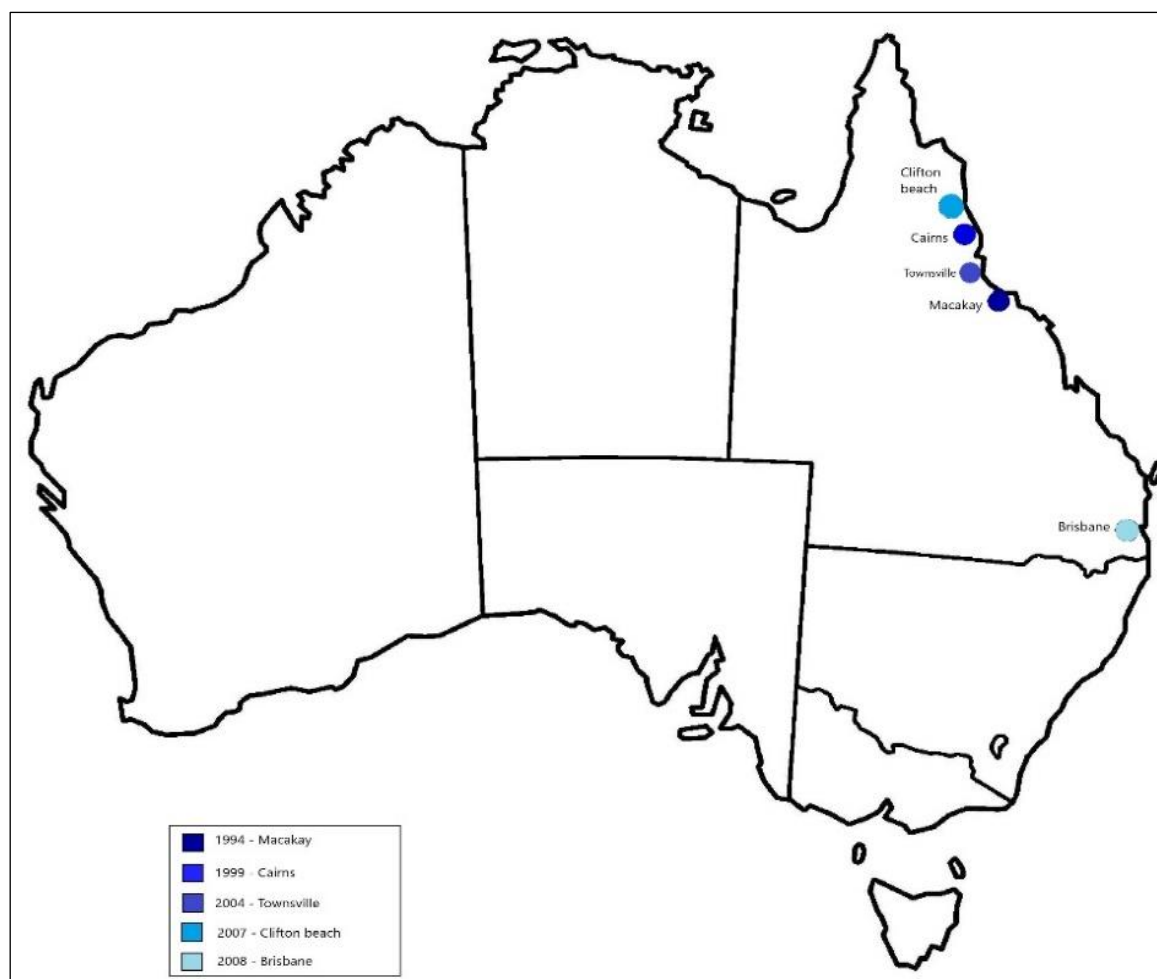 Clifton
beach
Cairns
Townsville
Macakay
Brisbane
1994 - Macakay
1999 - Cairns
2004 - Townsville
2007 - Clifton beach
2008 - Brisbane